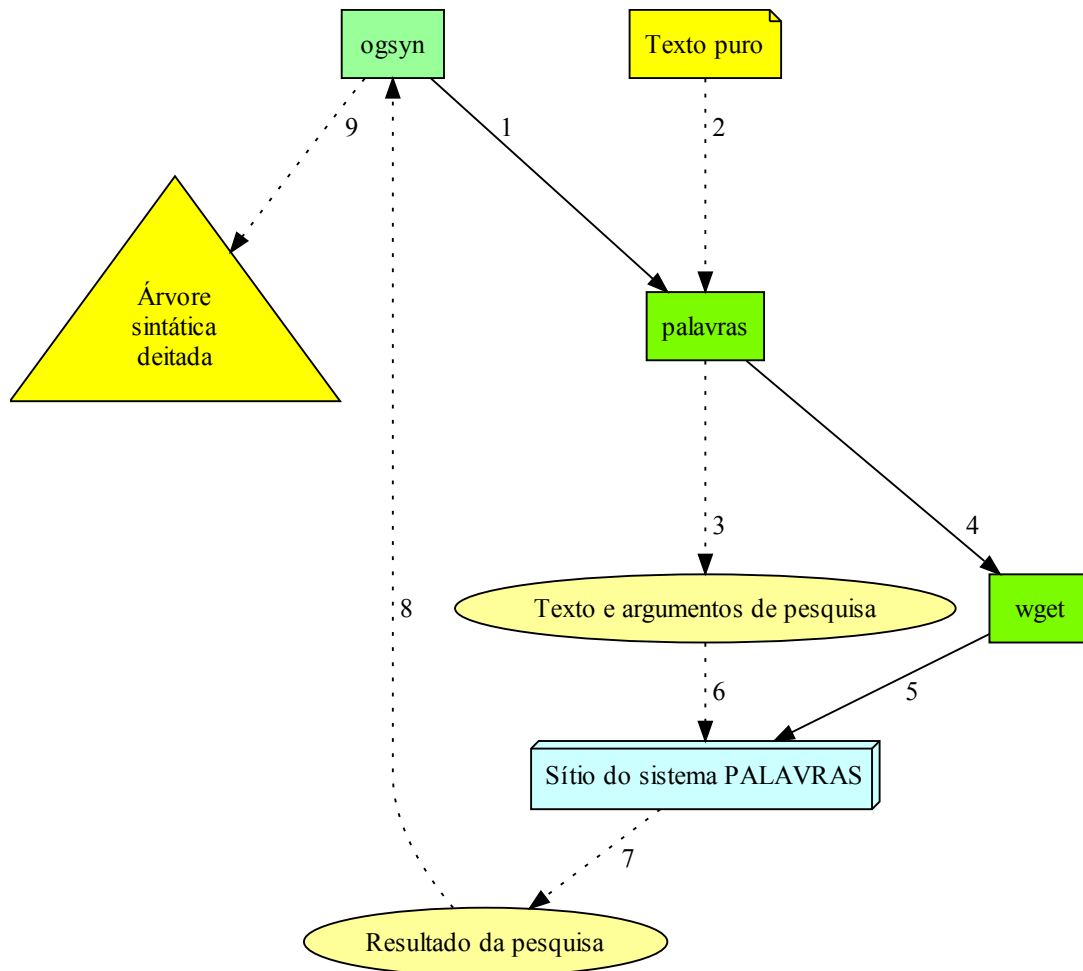 ogsyn
Texto puro
9
1
2
Árvore
sintática
deitada
palavras
3
4
8
Texto e argumentos de pesquisa
wget
6
5
Sítio do sistema PALAVRAS
7
Resultado da pesquisa